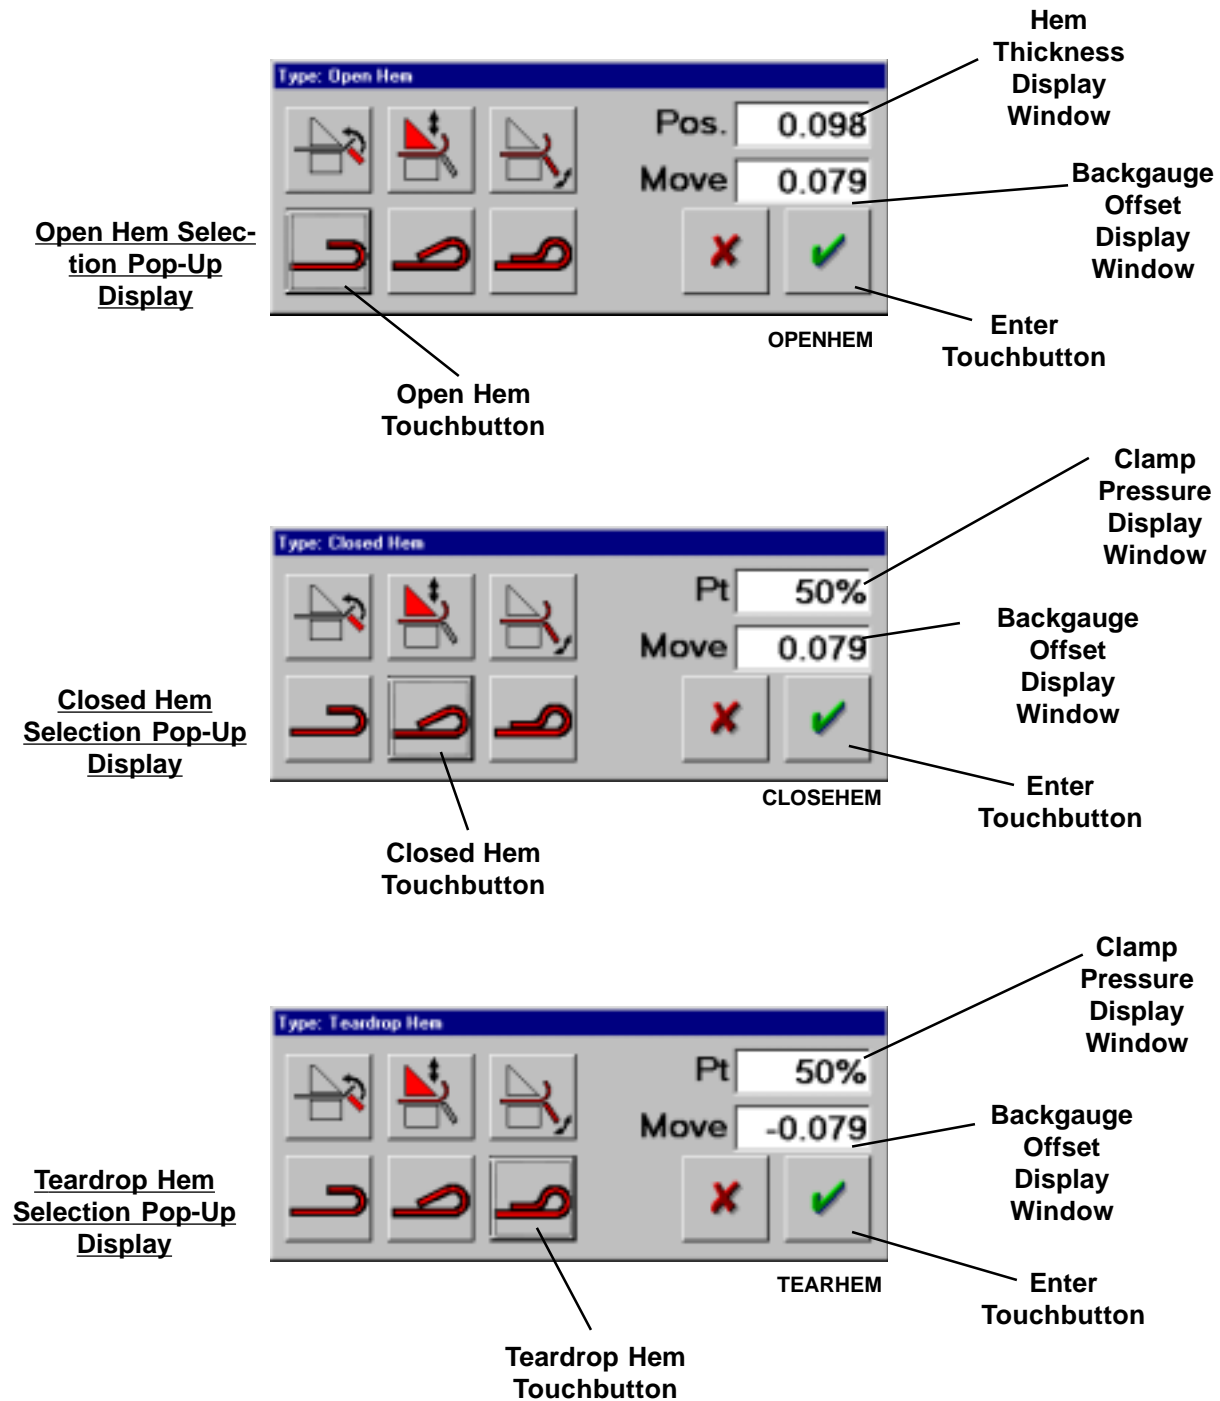 Hem
Thickness
Display
Window
Type: Open Hem
Pos. 0.098
Move 0.079
Backgauge
Offset
Display
Window
Open Hem Selec-
tion Pop-Up
Display
Enter
Touchbutton
OPENHEM
Open Hem
Touchbutton
Clamp
Pressure
Display
Window
Type: Closed Hem
Pt 50%
Move 0.079
Backgauge
Offset
Display
Window
Closed Hem
Selection Pop-Up
Display
Enter
Touchbutton
CLOSEHEM
Closed Hem
Touchbutton
Clamp
Pressure
Display
Window
Type: Teardrop Hem
Pt 50%
Move -0.079
Backgauge
Offset
Display
Window
Teardrop Hem
Selection Pop-Up
Display
Enter
Touchbutton
TEARHEM
Teardrop Hem
Touchbutton